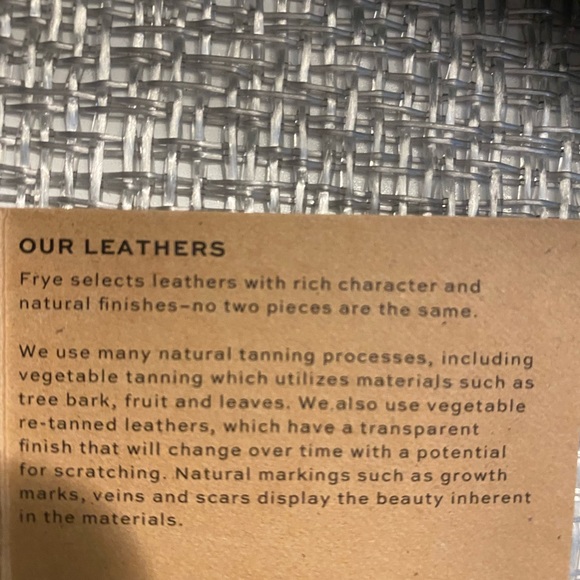 OUR LEATHERS
Frye selects leathers with rich character and
natural finishes–no two pieces are the same.
We use many natural tanning processes, including
vegetable tanning which utilizes materials such as
tree bark, fruit and leaves. We also use vegetable
re-tanned leathers, which have a transparent
finish that will change over time with a potential
for scratching. Natural markings such as growth
marks, veins and scars display the beauty inherent
in the materials.